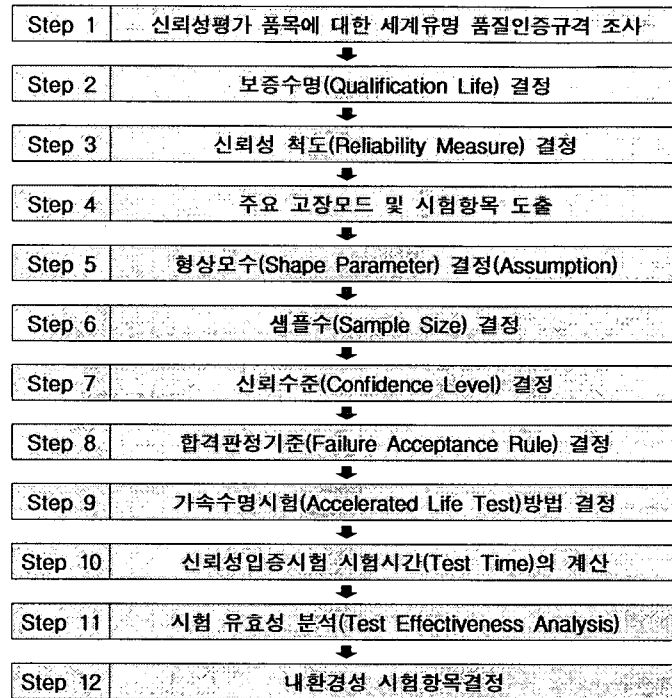 Step 1 신뢰성평가 품목에 대한 세계유명 품질인증규격 조사
Step 2 보증수명(Qualification Life) 결정
Step 3 신뢰성 척도(Reliability Measure) 결정
Step 4 주요 고장모드 및 시험항목 도출
Step 5 형상모수(Shape Parameter) 결정(Assumption)
Step 6 샘플수(Sample Size) 결정
Step 7 신뢰수준(Confidence Level) 결정
Step 8 합격판정기준(Failure Acceptance Rule) 결정
Step 9 가속수명시험(Accelerated Life Test)방법 결정
Step 10 신뢰성입증시험 시험시간(Test Time)의 계산
Step 11 시험 유효성 분석(Test Effectiveness Analysis)
Step 12 내환경성 시험항목결정